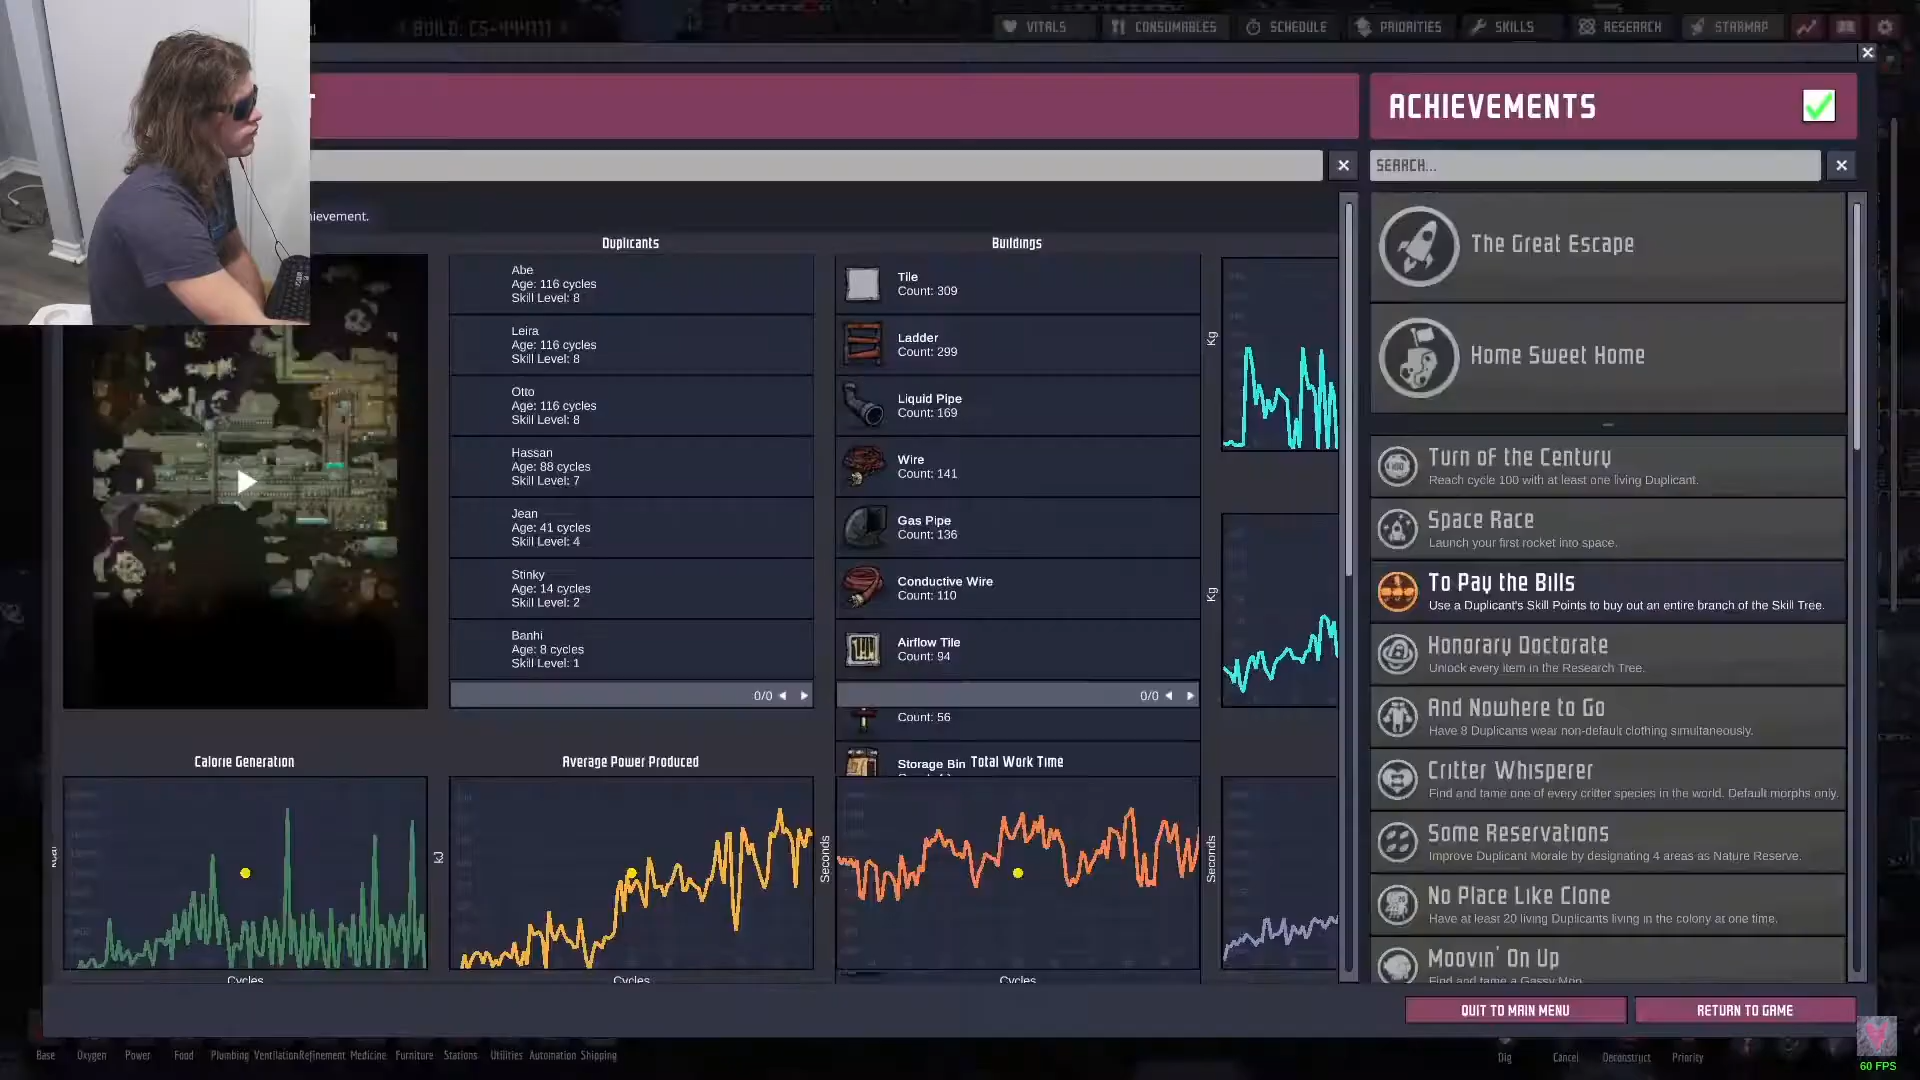 BUILD: CS-444111
VITALS
CONSUMABLES
SCHEDULE
PRIORITIES
SKILLS
RESEARCH
STARMAP
ACHIEVEMENTS
SEARCH...
hievement.
Duplicants
Abe
Age: 116 cycles
Skill Level: 8
Leira
Age: 116 cycles
Skill Level: 8
Otto
Age: 116 cycles
Skill Level: 8
Hassan
Age: 88 cycles
Skill Level: 7
Jean
Age: 41 cycles
Skill Level: 4
Stinky
Age: 14 cycles
Skill Level: 2
Banhi
Age: 8 cycles
Skill Level: 1
0/0
Buildings
Tile
Count: 309
Ladder
Count: 299
Liquid Pipe
Count: 169
Wire
Count: 141
Gas Pipe
Count: 136
Conductive Wire
Count: 110
Airflow Tile
Count: 94
0/0
Count: 56
Storage Bin
Kg
Kg
Calorie Generation
Cycles
Average Power Produced
kJ
Cycles
Total Work Time
Seconds
Cycles
Seconds
The Great Escape
Home Sweet Home
Turn of the Century
Reach cycle 100 with at least one living Duplicant.
Space Race
Launch your first rocket into space.
To Pay the Bills
Use a Duplicant's Skill Points to buy out an entire branch of the Skill Tree.
Honorary Doctorate
Unlock every item in the Research Tree.
And Nowhere to Go
Have 8 Duplicants wear non-default clothing simultaneously.
Critter Whisperer
Find and tame one of every critter species in the world. Default morphs only.
Some Reservations
Improve Duplicant Morale by designating 4 areas as Nature Reserve.
No Place Like Clone
Have at least 20 living Duplicants living in the colony at one time.
Moovin' On Up
Find and tame a Gassy Moo
QUIT TO MAIN MENU
RETURN TO GAME
Base
Oxygen
Power
Food
Plumbing
Ventilation
Refinement
Medicine
Furniture
Stations
Utilities
Automation
Shipping
Dig
Cancel
Deconstruct
Priority
60 FPS